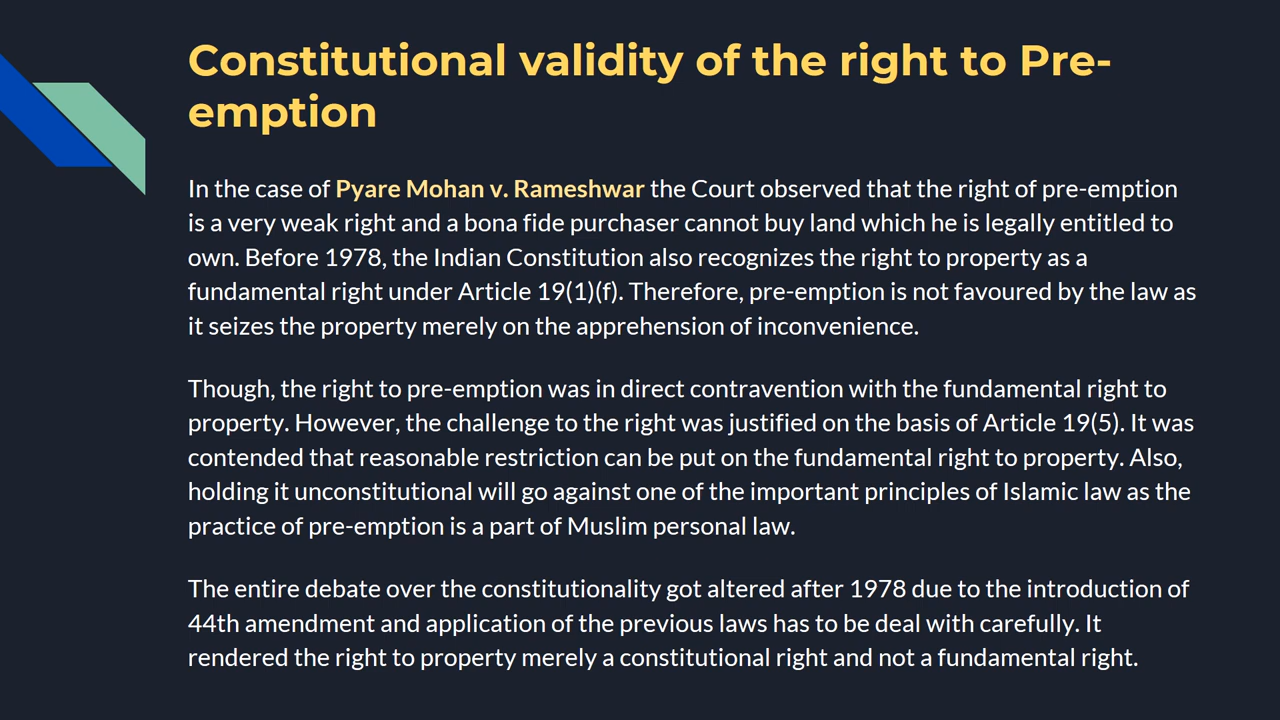 Constitutional validity of the right to Pre-
emption
In the case of Pyare Mohan v. Rameshwar the Court observed that the right of pre-emption
is a very weak right and a bona fide purchaser cannot buy land which he is legally entitled to
own. Before 1978, the Indian Constitution also recognizes the right to property as a
fundamental right under Article 19(1)(f). Therefore, pre-emption is not favoured by the law as
it seizes the property merely on the apprehension of inconvenience.
Though, the right to pre-emption was in direct contravention with the fundamental right to
property. However, the challenge to the right was justified on the basis of Article 19(5). It was
contended that reasonable restriction can be put on the fundamental right to property. Also,
holding it unconstitutional will go against one of the important principles of Islamic law as the
practice of pre-emption is a part of Muslim personal law.
The entire debate over the constitutionality got altered after 1978 due to the introduction of
44th amendment and application of the previous laws has to be deal with carefully. It
rendered the right to property merely a constitutional right and not a fundamental right.